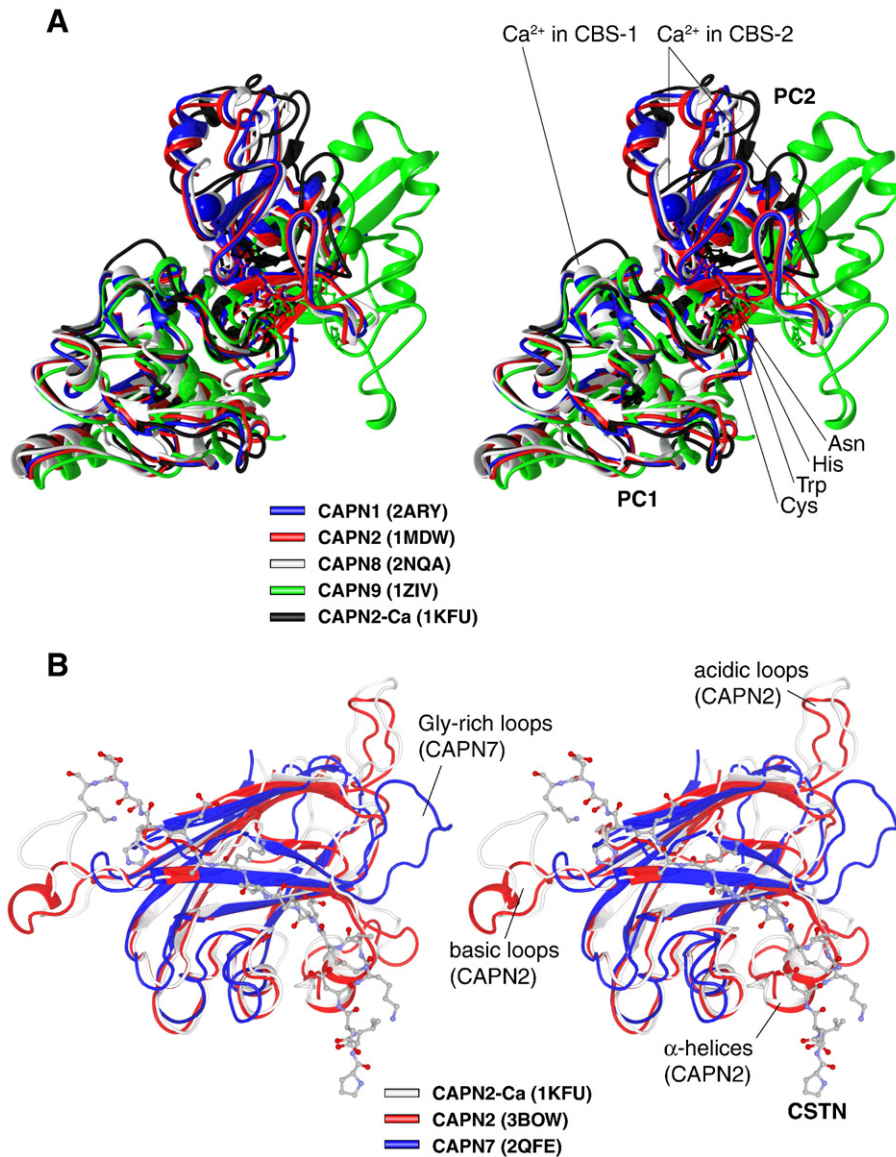 A
Ca²⁺ in CBS-1
Ca²⁺ in CBS-2
PC2
Asn
His
Trp
Cys
PC1
CAPN1 (2ARY)
CAPN2 (1MDW)
CAPN8 (2NQA)
CAPN9 (1ZIV)
CAPN2-Ca (1KFU)
B
acidic loops
(CAPN2)
Gly-rich loops
(CAPN7)
basic loops
(CAPN2)
α-helices
(CAPN2)
CSTN
CAPN2-Ca (1KFU)
CAPN2 (3BOW)
CAPN7 (2QFE)